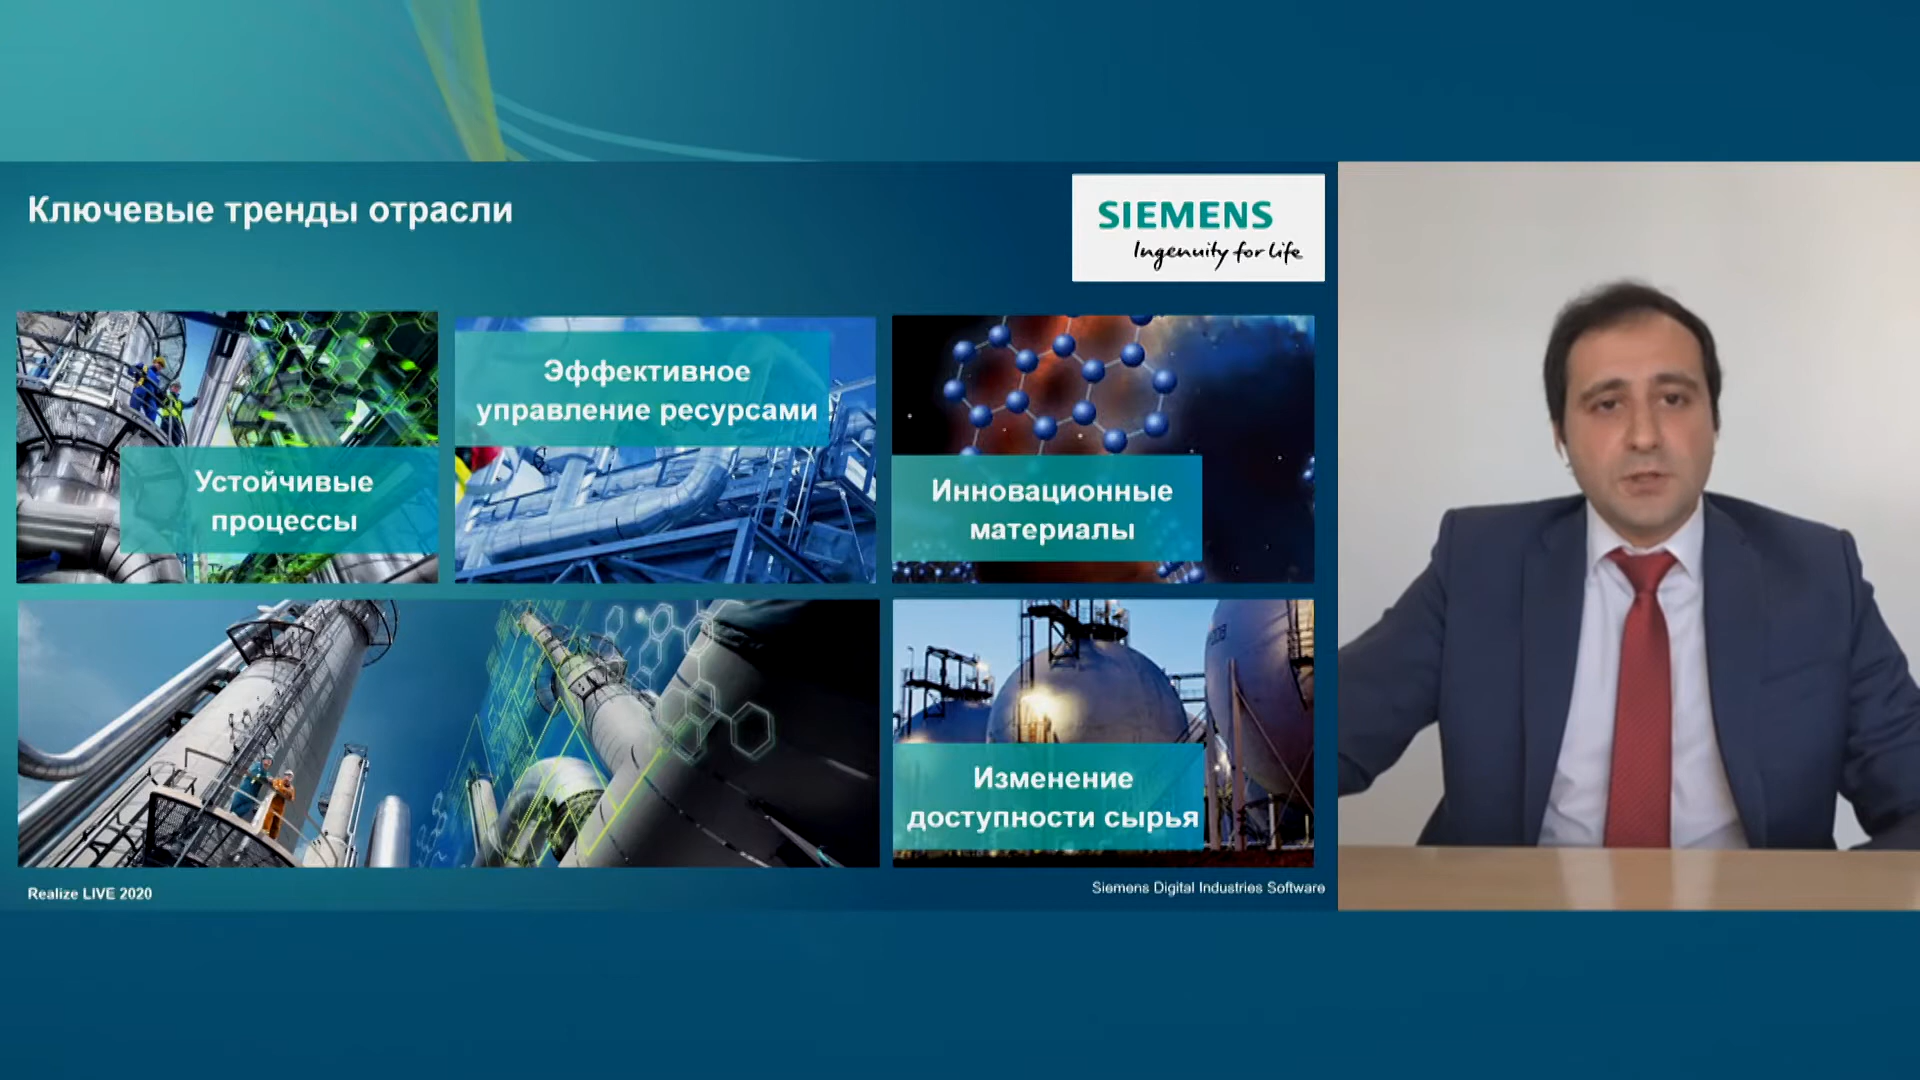 Ключевые тренды отрасли
SIEMENS
Ingenuity for life
Устойчивые
процессы
Эффективное
управление ресурсами
Инновационные
материалы
Изменение
доступности сырья
Realize LIVE 2020
Siemens Digital Industries Software